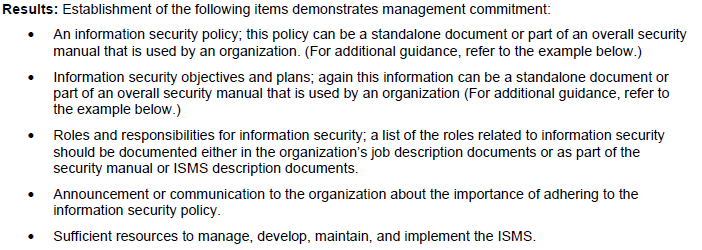 Results: Establishment of the following items demonstrates management commitment:
• An information security policy; this policy can be a standalone document or part of an overall security
manual that is used by an organization. (For additional guidance, refer to the example below.)
• Information security objectives and plans; again this information can be a standalone document or
part of an overall security manual that is used by an organization (For additional guidance, refer to
the example below.)
• Roles and responsibilities for information security; a list of the roles related to information security
should be documented either in the organization's job description documents or as part of the
security manual or ISMS description documents.
• Announcement or communication to the organization about the importance of adhering to the
information security policy.
• Sufficient resources to manage, develop, maintain, and implement the ISMS.